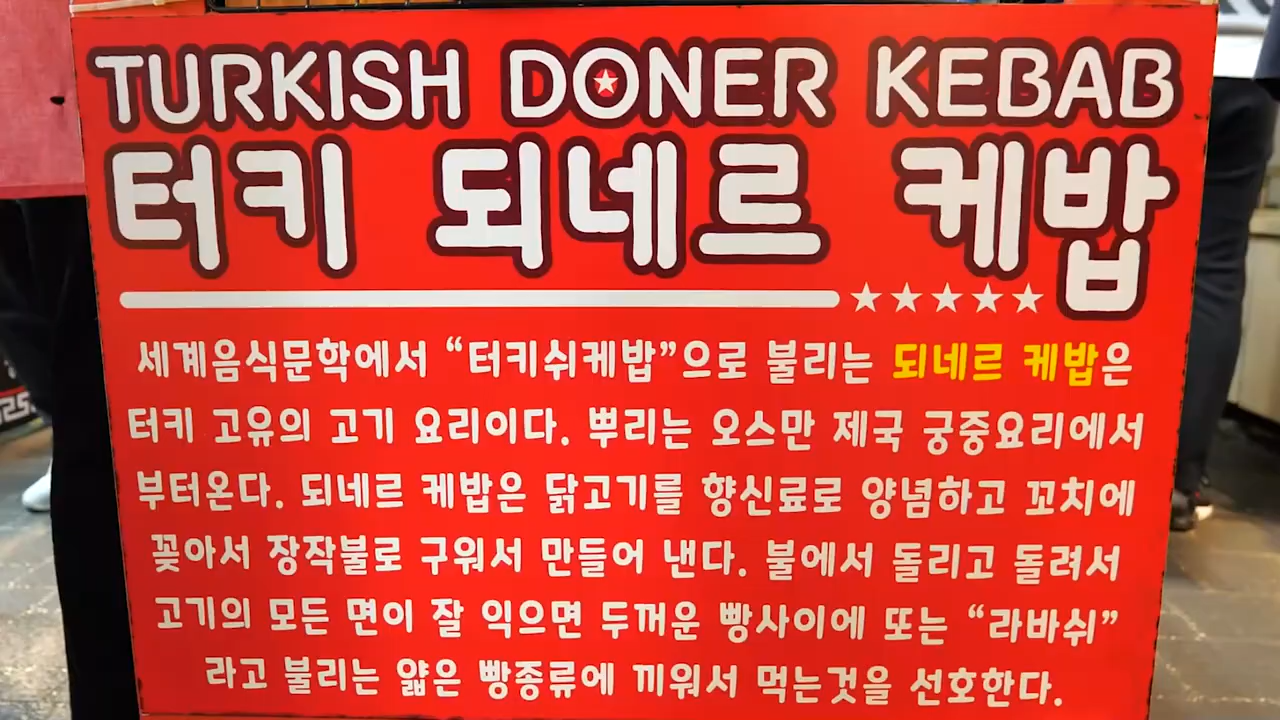 TURKISH DONER KEBAB
터키 되네르 케밥
세계음식문학에서 “터키쉬케밥”으로 불리는 되네르 케밥은
터키 고유의 고기 요리이다. 뿌리는 오스만 제국 궁중요리에서
부터온다. 되네르 케밥은 닭고기를 향신료로 양념하고 꼬치에
꽂아서 장작불로 구워서 만들어 낸다. 불에서 돌리고 돌려서
고기의 모든 면이 잘 익으면 두꺼운 빵사이에 또는 “라바쉬”
라고 불리는 얇은 빵종류에 끼워서 먹는것을 선호한다.